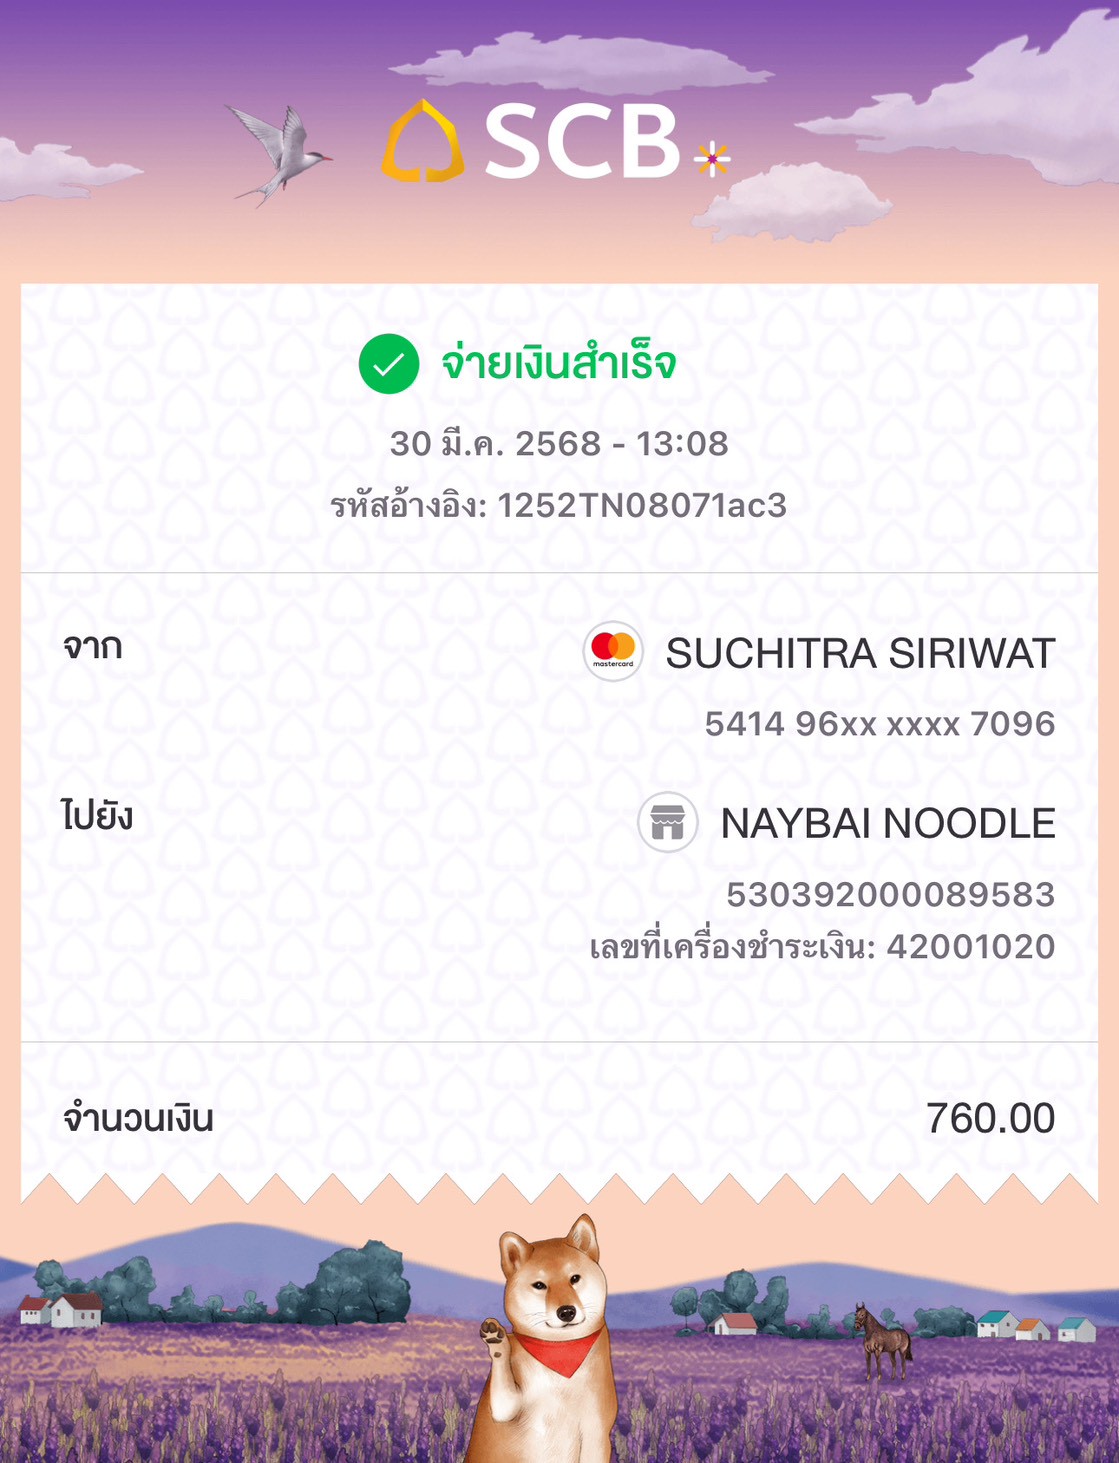 SCB
จ่ายเงินสำเร็จ
30 มี.ค. 2568 - 13:08
รหัสอ้างอิง: 1252TN08071ac3
จาก
mastercard
SUCHITRA SIRIWAT
5414 96xx xxxx 7096
ไปยัง
NAYBAI NOODLE
530392000089583
เลขที่เครื่องชำระเงิน: 42001020
จำนวนเงิน 760.00